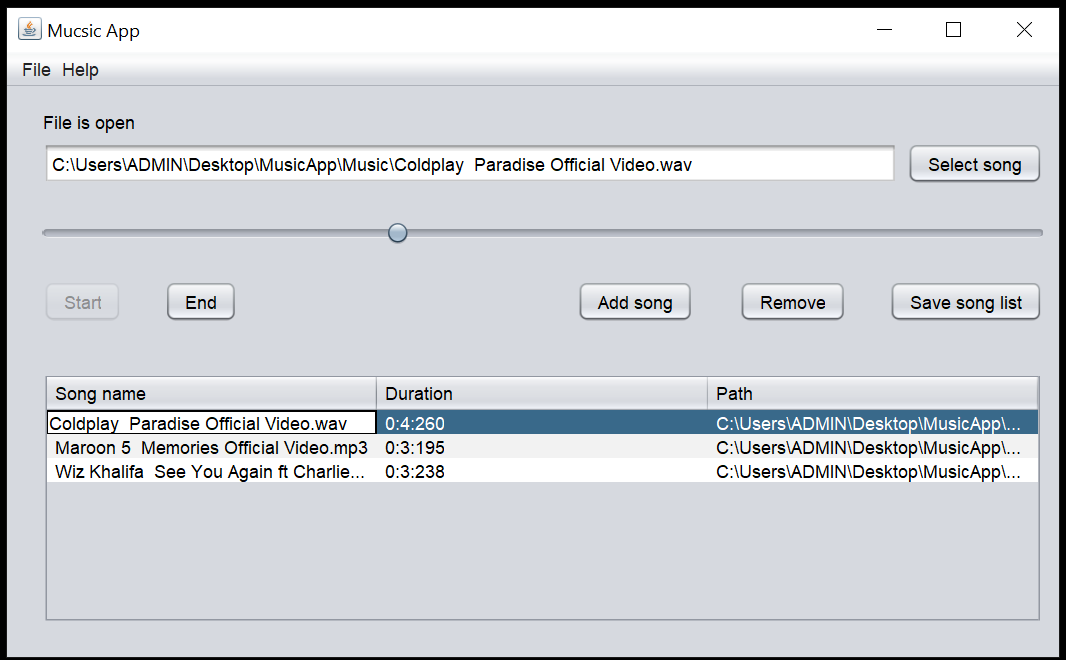 Mucsic App
File Help
File is open
C:\Users\ADMIN\Desktop\MusicApp\Music\Coldplay  Paradise Official Video.wav Select song
Start End Add song Remove Save song list
Song name Duration Path
Coldplay  Paradise Official Video.wav 0:4:260 C:\Users\ADMIN\Desktop\MusicApp\...
Maroon 5  Memories Official Video.mp3 0:3:195 C:\Users\ADMIN\Desktop\MusicApp\...
Wiz Khalifa  See You Again ft Charlie... 0:3:238 C:\Users\ADMIN\Desktop\MusicApp\...